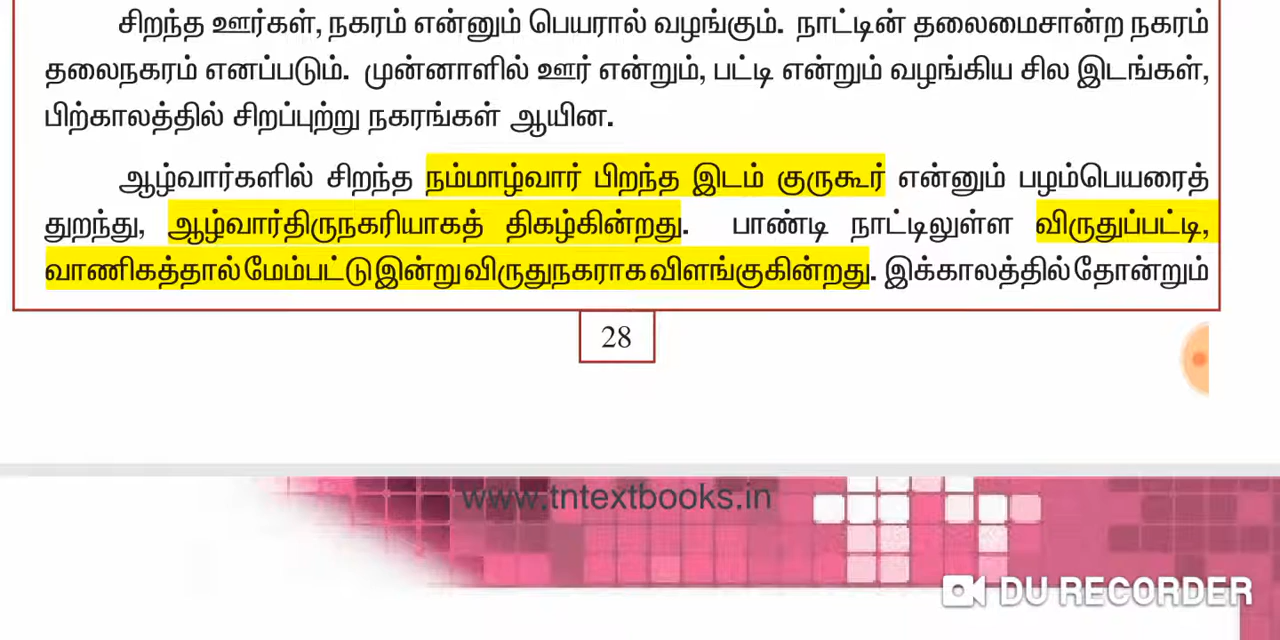 சிறந்த ஊர்கள், நகரம் என்னும் பெயரால் வழங்கும். நாட்டின் தலைமைசான்ற நகரம்
தலைநகரம் எனப்படும். முன்னாளில் ஊர் என்றும், பட்டி என்றும் வழங்கிய சில இடங்கள்,
பிற்காலத்தில் சிறப்புற்று நகரங்கள் ஆயின.
ஆழ்வார்களில் சிறந்த நம்மாழ்வார் பிறந்த இடம் குருகூர் என்னும் பழம்பெயரைத்
துறந்து, ஆழ்வார்திருநகரியாகத் திகழ்கின்றது. பாண்டி நாட்டிலுள்ள விருதுப்பட்டி,
வாணிகத்தால் மேம்பட்டு இன்று விருதுநகராக விளங்குகின்றது. இக்காலத்தில் தோன்றும்
28
www.tntextbooks.in
DU RECORDER